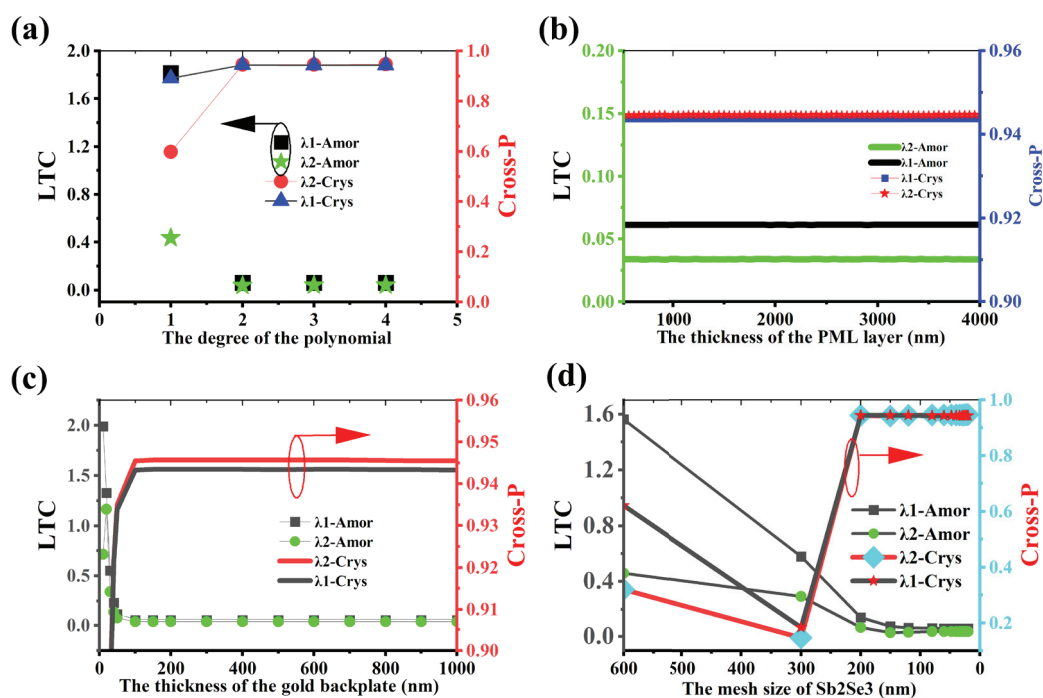 (a)
LTC
2.0
1.6
1.2
0.8
0.4
0.0
λ1-Amor
λ2-Amor
λ2-Crys
λ1-Crys
1.0
0.8
0.6
0.4
0.2
0.0
Cross-P
0 1 2 3 4 5
The degree of the polynomial
(b)
LTC
0.20
0.15
0.10
0.05
0.00
λ2-Amor
λ1-Amor
λ1-Crys
λ2-Crys
0.96
0.94
0.92
0.90
Cross-P
1000 2000 3000 4000
The thickness of the PML layer (nm)
(c)
LTC
2.0
1.5
1.0
0.5
0.0
λ1-Amor
λ2-Amor
λ2-Crys
λ1-Crys
0.96
0.95
0.94
0.93
0.92
0.91
0.90
Cross-P
0 200 400 600 800 1000
The thickness of the gold backplate (nm)
(d)
LTC
1.6
1.2
0.8
0.4
0.0
λ1-Amor
λ2-Amor
λ2-Crys
λ1-Crys
1.0
0.8
0.6
0.4
0.2
Cross-P
600 500 400 300 200 100 0
The mesh size of Sb2Se3 (nm)